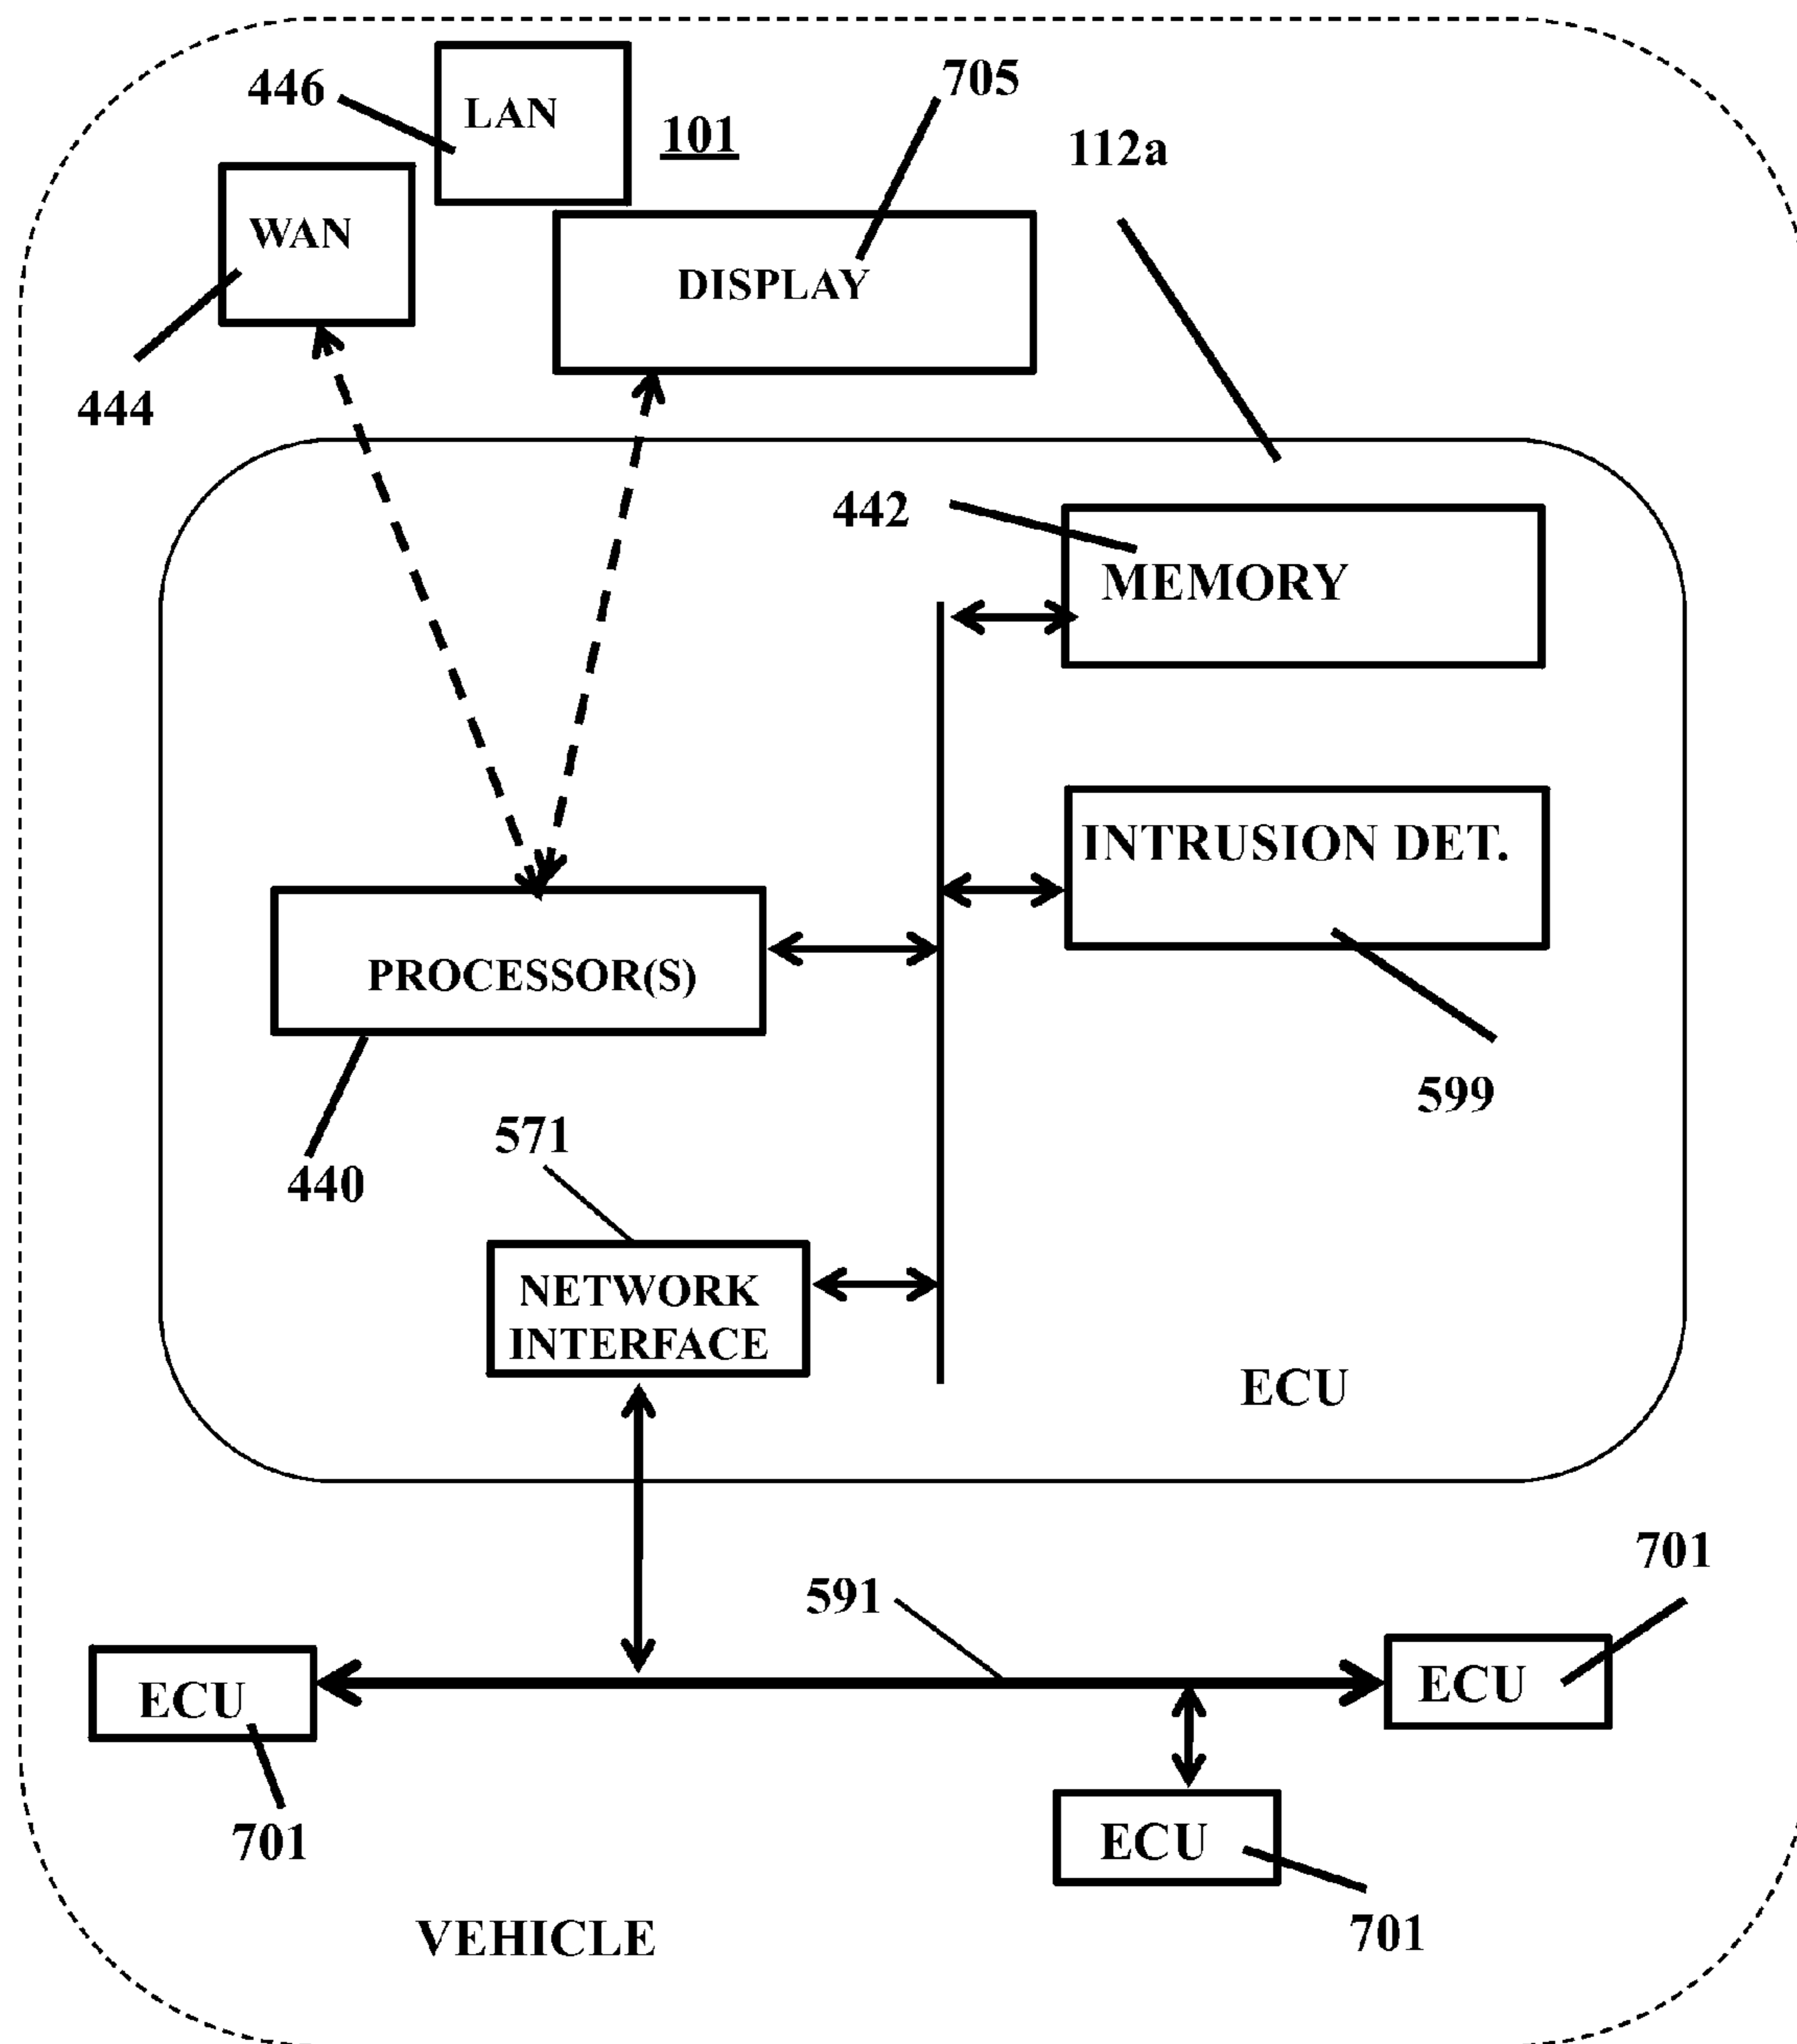 446
LAN
705
101
112a
WAN
DISPLAY
444
442
MEMORY
INTRUSION DET.
PROCESSOR(S)
599
571
440
NETWORK
INTERFACE
ECU
701
591
ECU
ECU
701
ECU
701
VEHICLE